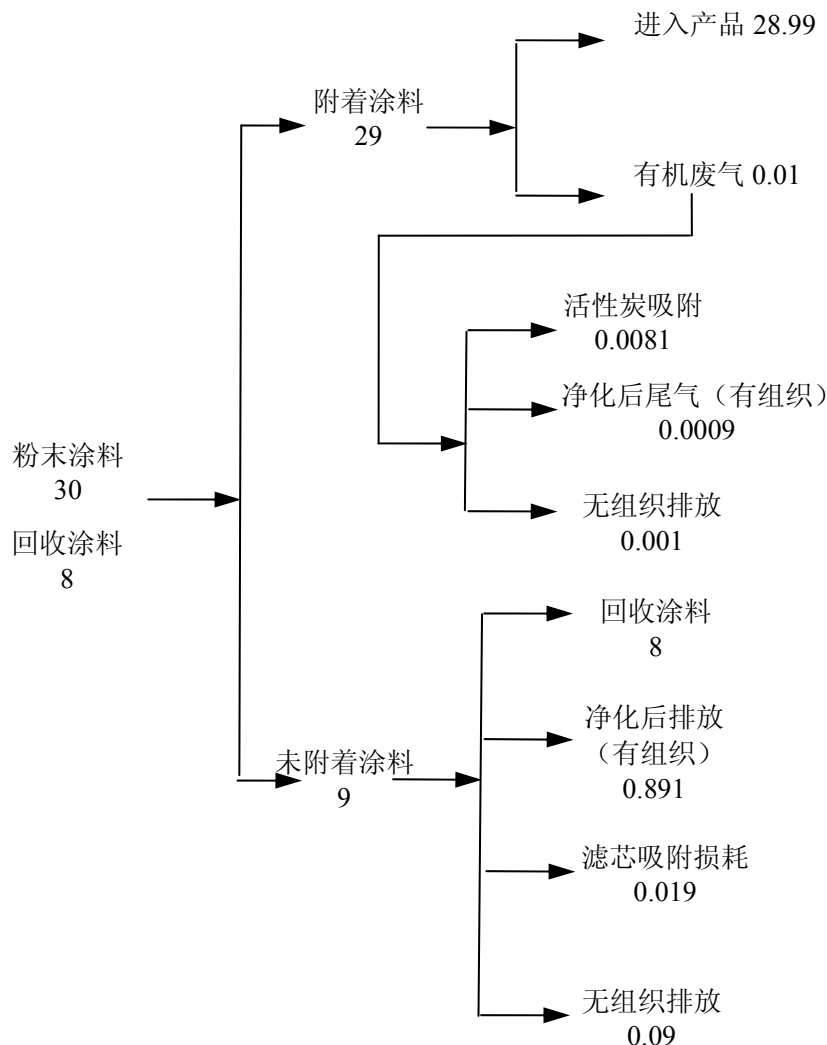 进入产品 28.99
附着涂料
29
有机废气 0.01
活性炭吸附
0.0081
净化后尾气（有组织）
0.0009
无组织排放
0.001
粉末涂料
30
回收涂料
8
回收涂料
8
净化后排放
（有组织）
0.891
未附着涂料
9
滤芯吸附损耗
0.019
无组织排放
0.09